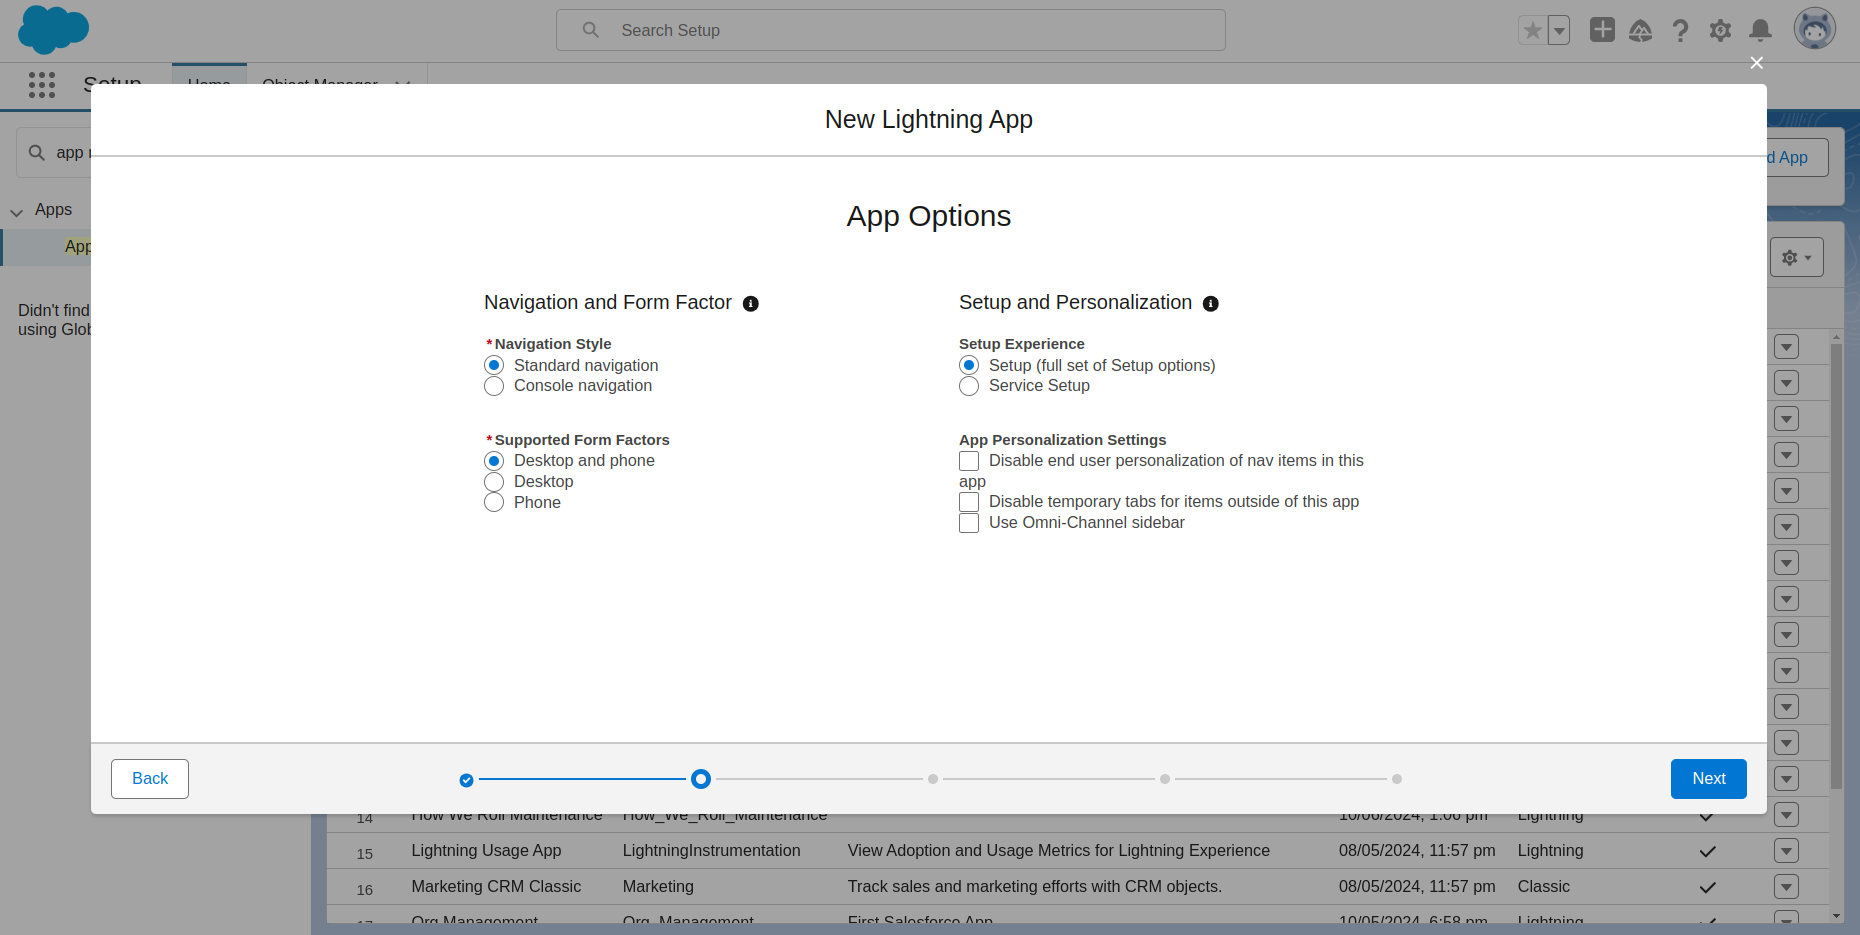 Search Setup
Setup
Home
Object Manager
New Lightning App
app
d App
App Options
Apps
App
Navigation and Form Factor
Setup and Personalization
Didn't find
using Glob
*Navigation Style
Setup Experience
Standard navigation
Setup (full set of Setup options)
Console navigation
Service Setup
*Supported Form Factors
App Personalization Settings
Desktop and phone
Disable end user personalization of nav items in this
app
Desktop
Phone
Disable temporary tabs for items outside of this app
Use Omni-Channel sidebar
Back
Next
14 How We Roll Maintenance How_We_Roll_Maintenance 10/06/2024, 1:06 pm Lightning
15 Lightning Usage App LightningInstrumentation View Adoption and Usage Metrics for Lightning Experience 08/05/2024, 11:57 pm Lightning
16 Marketing CRM Classic Marketing Track sales and marketing efforts with CRM objects. 08/05/2024, 11:57 pm Classic
17 Org Management Org_Management First Salesforce App 10/05/2024, 6:58 pm Lightning